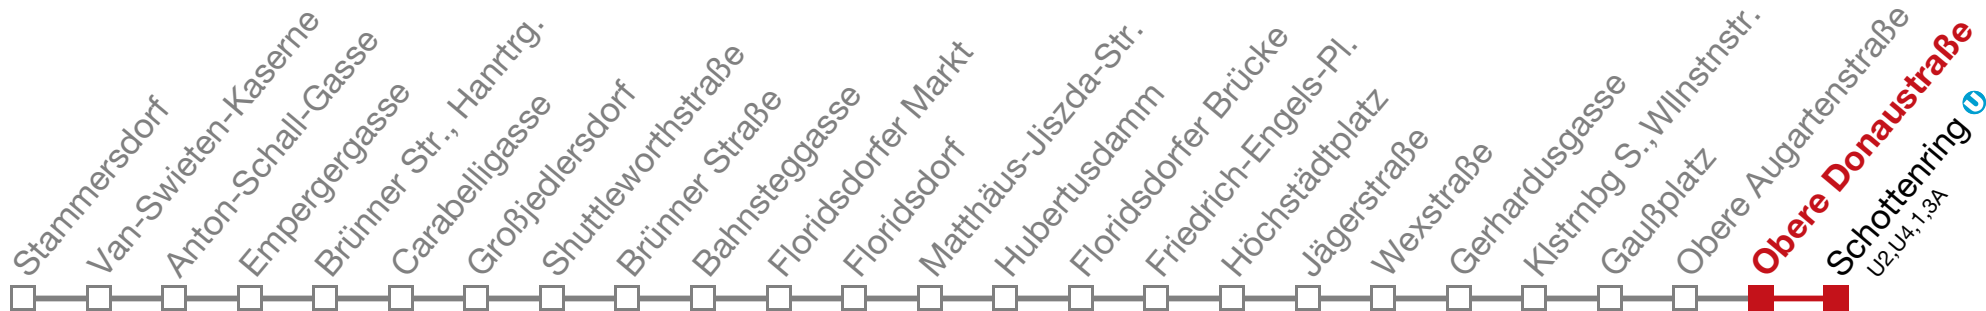 Stammersdorf
Van-Swieten-Kaserne
Anton-Schall-Gasse
Empergergasse
Brünner Str., Hanrtrg.
Carabelligasse
Großjedlersdorf
Shuttleworthstraße
Brünner Straße
Bahnsteggasse
Floridsdorfer Markt
Floridsdorf
Matthäus-Jiszda-Str.
Hubertusdamm
Floridsdorfer Brücke
Friedrich-Engels-Pl.
Höchstädtplatz
Jägerstraße
Wexstraße
Gerhardusgasse
Klstrnbg S., Wllnstnstr.
Gaußplatz
Obere Augartenstraße
Obere Donaustraße
Schottenring U
U2,U4,1,3A